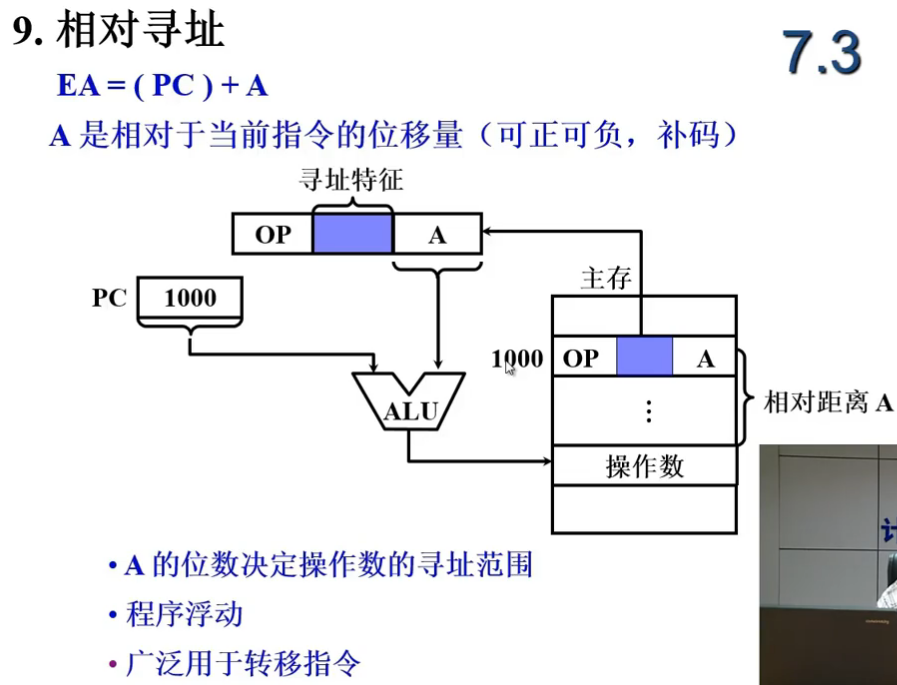 9. 相对寻址
7.3
EA = ( PC ) + A
A 是相对于当前指令的位移量（可正可负，补码）
寻址特征
OP A
PC 1000
主存
1000 OP A
ALU
⋮
相对距离 A
操作数
• A 的位数决定操作数的寻址范围
• 程序浮动
• 广泛用于转移指令